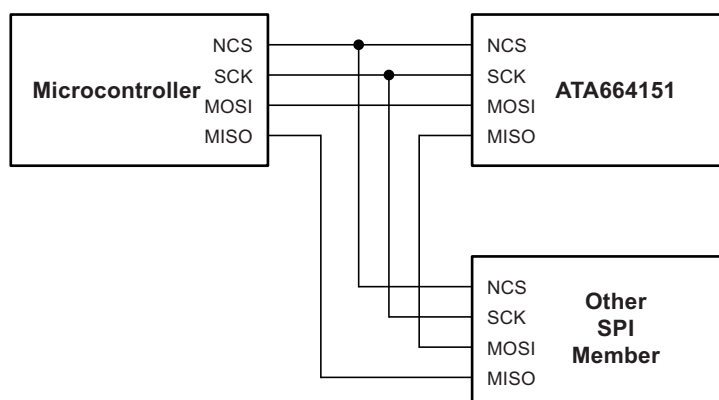 Microcontroller
NCS
SCK
MOSI
MISO
NCS
SCK
MOSI
MISO
ATA664151
NCS
SCK
MOSI
MISO
Other
SPI
Member